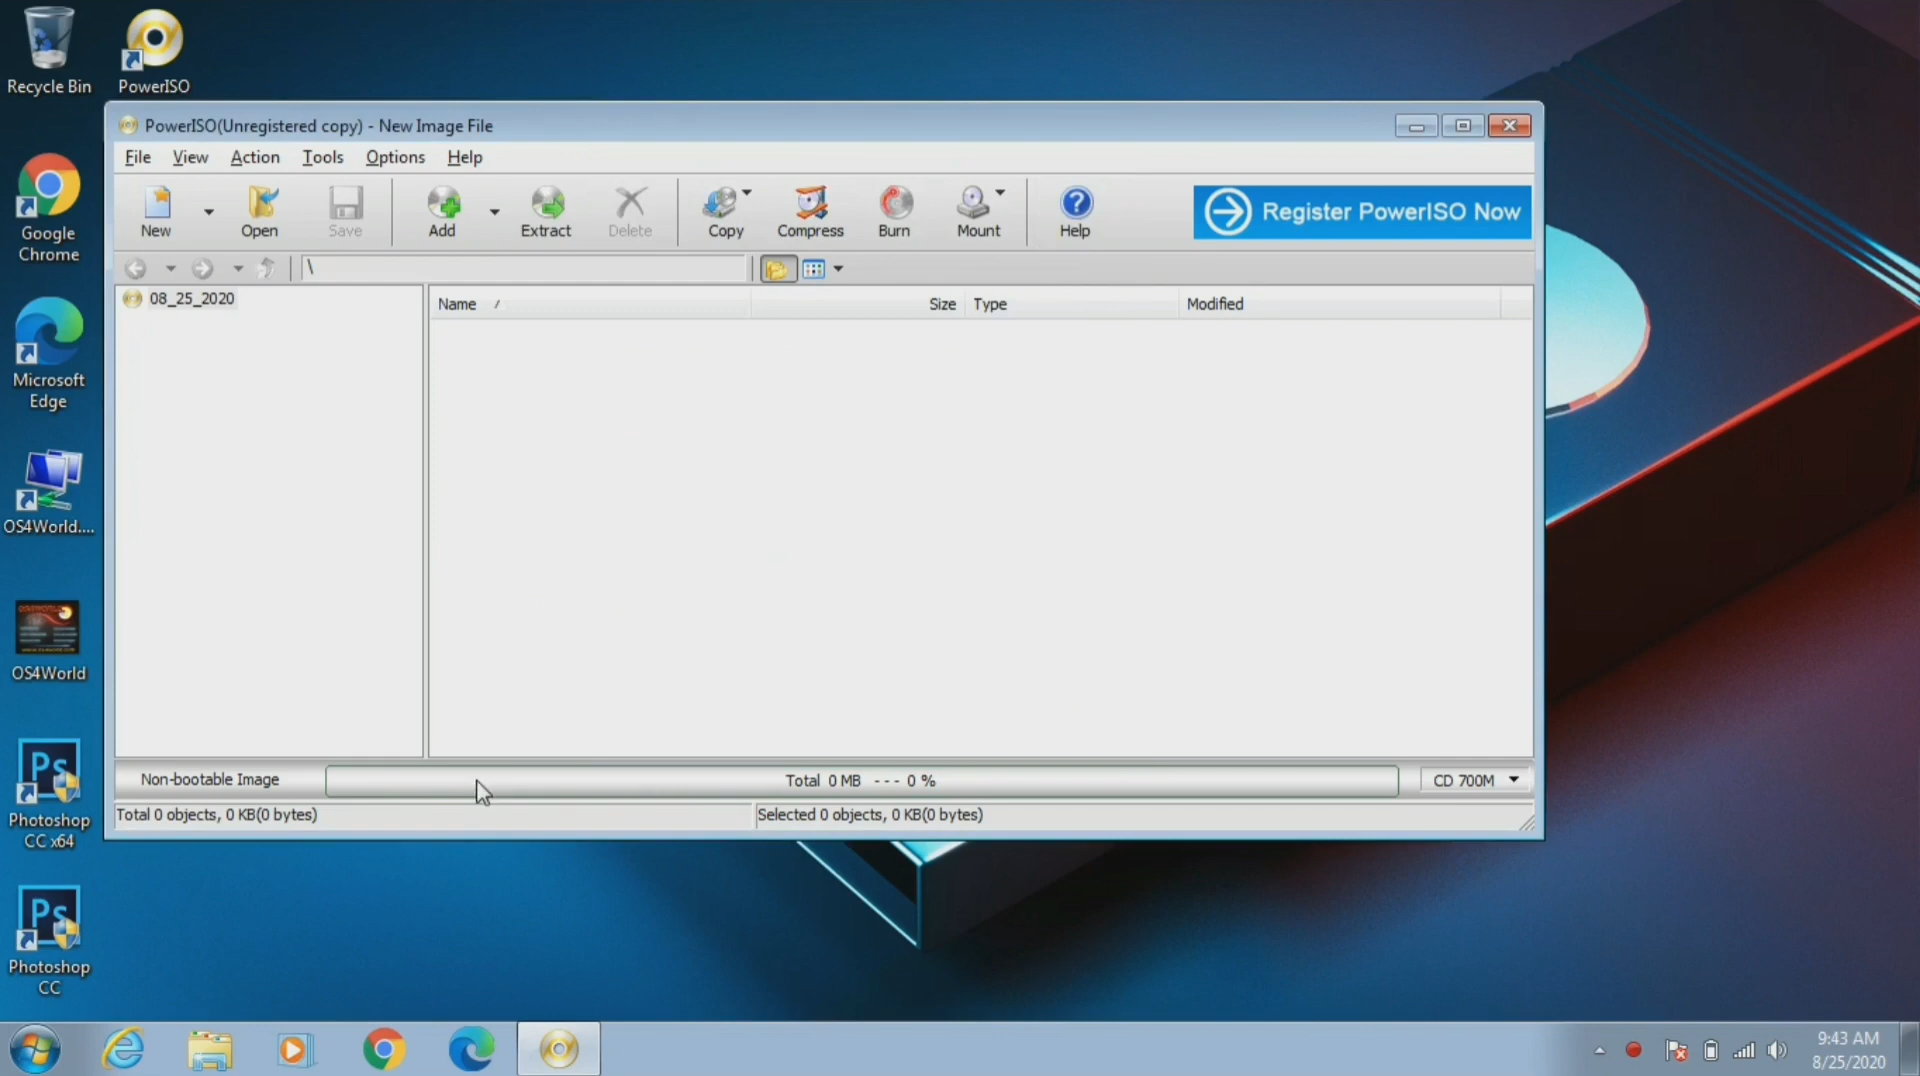 Recycle Bin
PowerISO
Google
Chrome
Microsoft
Edge
OS4World....
OS4World
Ps
Photoshop
CC x64
Ps
Photoshop
CC
PowerISO(Unregistered copy) - New Image File
File View Action Tools Options Help
New Open Save Add Extract Delete Copy Compress Burn Mount Help
Register PowerISO Now
\
08_25_2020
Name / Size Type Modified
Non-bootable Image
Total 0 MB --- 0 %
CD 700M
Total 0 objects, 0 KB(0 bytes)
Selected 0 objects, 0 KB(0 bytes)
9:43 AM
8/25/2020